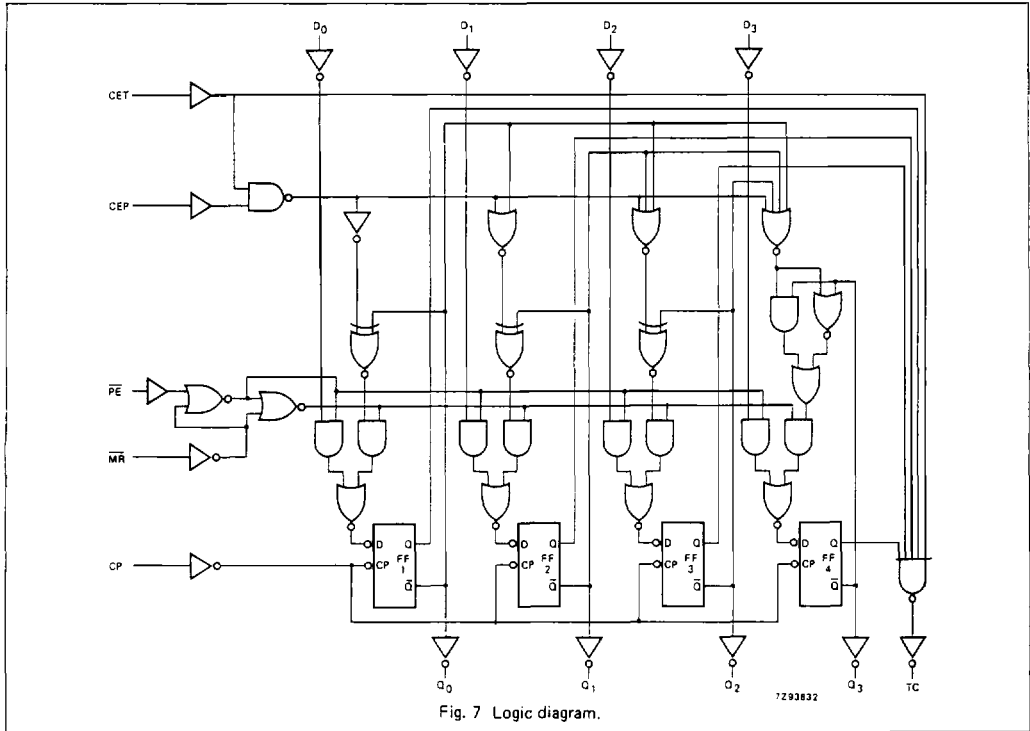 D0 D1 D2 D3
CET
CEP
PE
MR
D Q D Q D Q D Q
FF 1 FF 2 FF 3 FF 4
CP
CP CP CP CP
Q Q Q Q
Q0 Q1 Q2 Q3 TC
7Z93832
Fig. 7 Logic diagram.